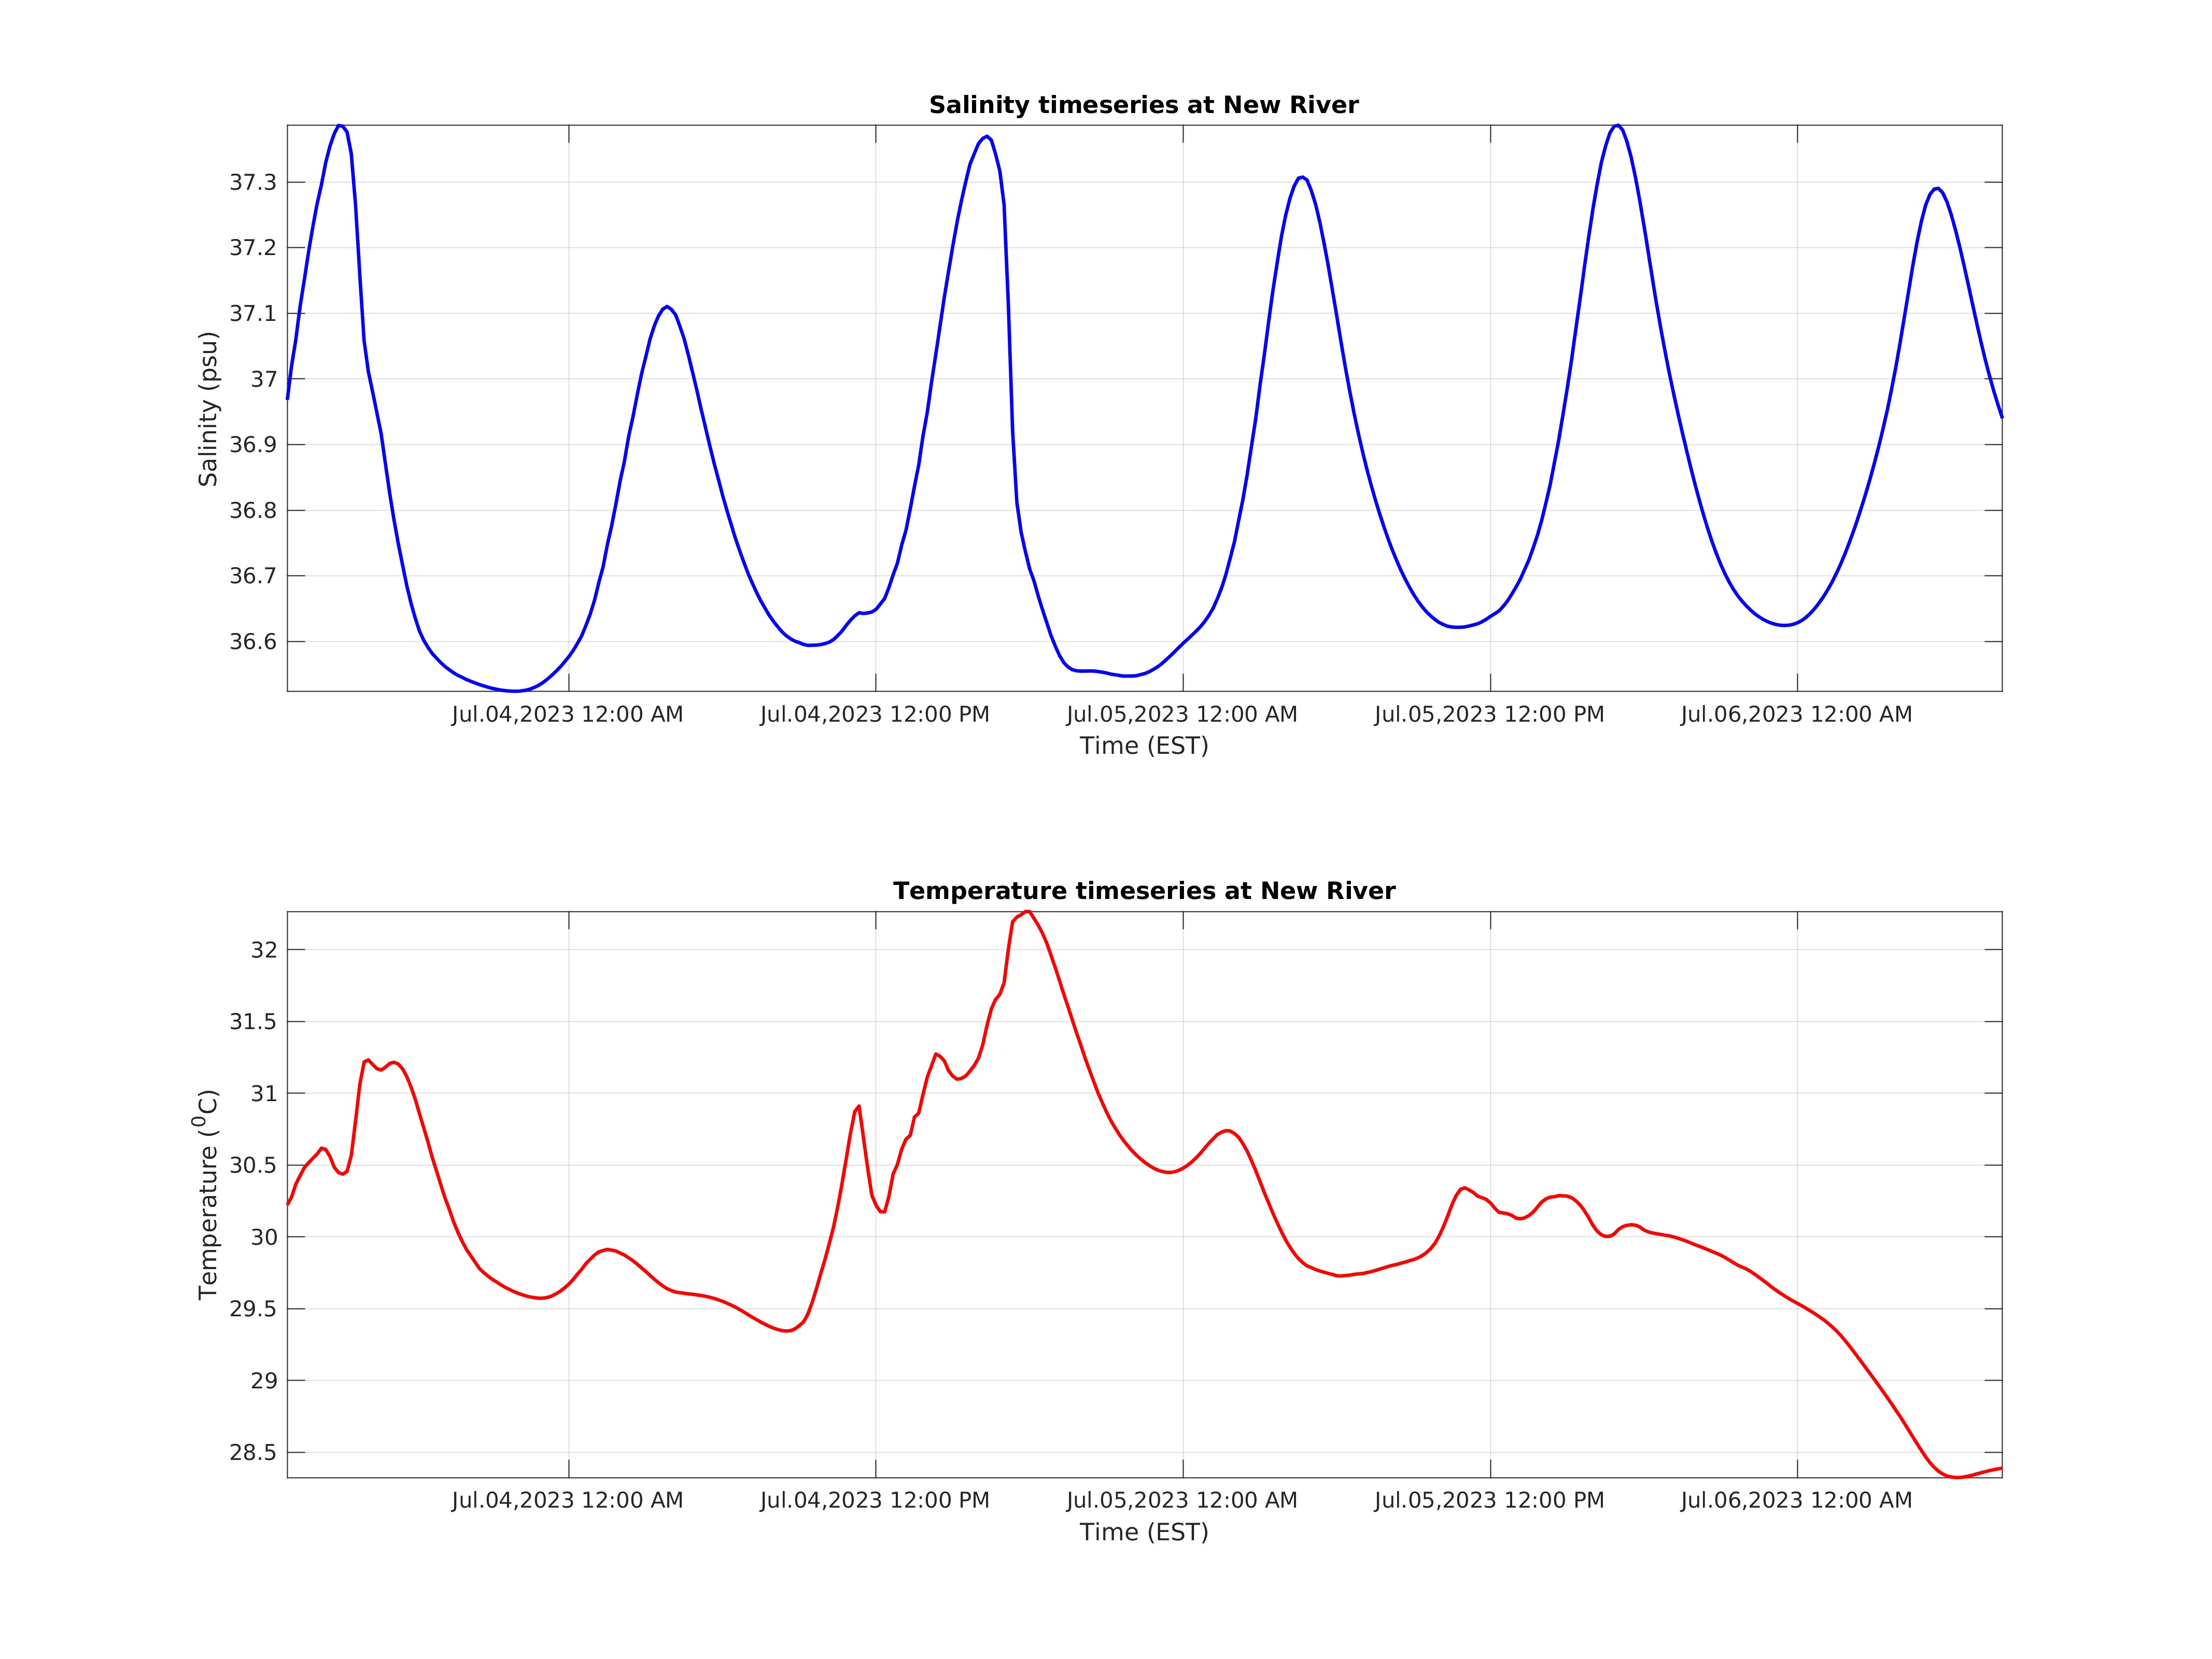 Salinity timeseries at New River
37.3
37.2
37.1
37
36.9
36.8
36.7
36.6
Salinity (psu)
Jul.04,2023 12:00 AM Jul.04,2023 12:00 PM Jul.05,2023 12:00 AM Jul.05,2023 12:00 PM Jul.06,2023 12:00 AM
Time (EST)
Temperature timeseries at New River
32
31.5
31
30.5
30
29.5
29
28.5
Temperature (⁰C)
Jul.04,2023 12:00 AM Jul.04,2023 12:00 PM Jul.05,2023 12:00 AM Jul.05,2023 12:00 PM Jul.06,2023 12:00 AM
Time (EST)